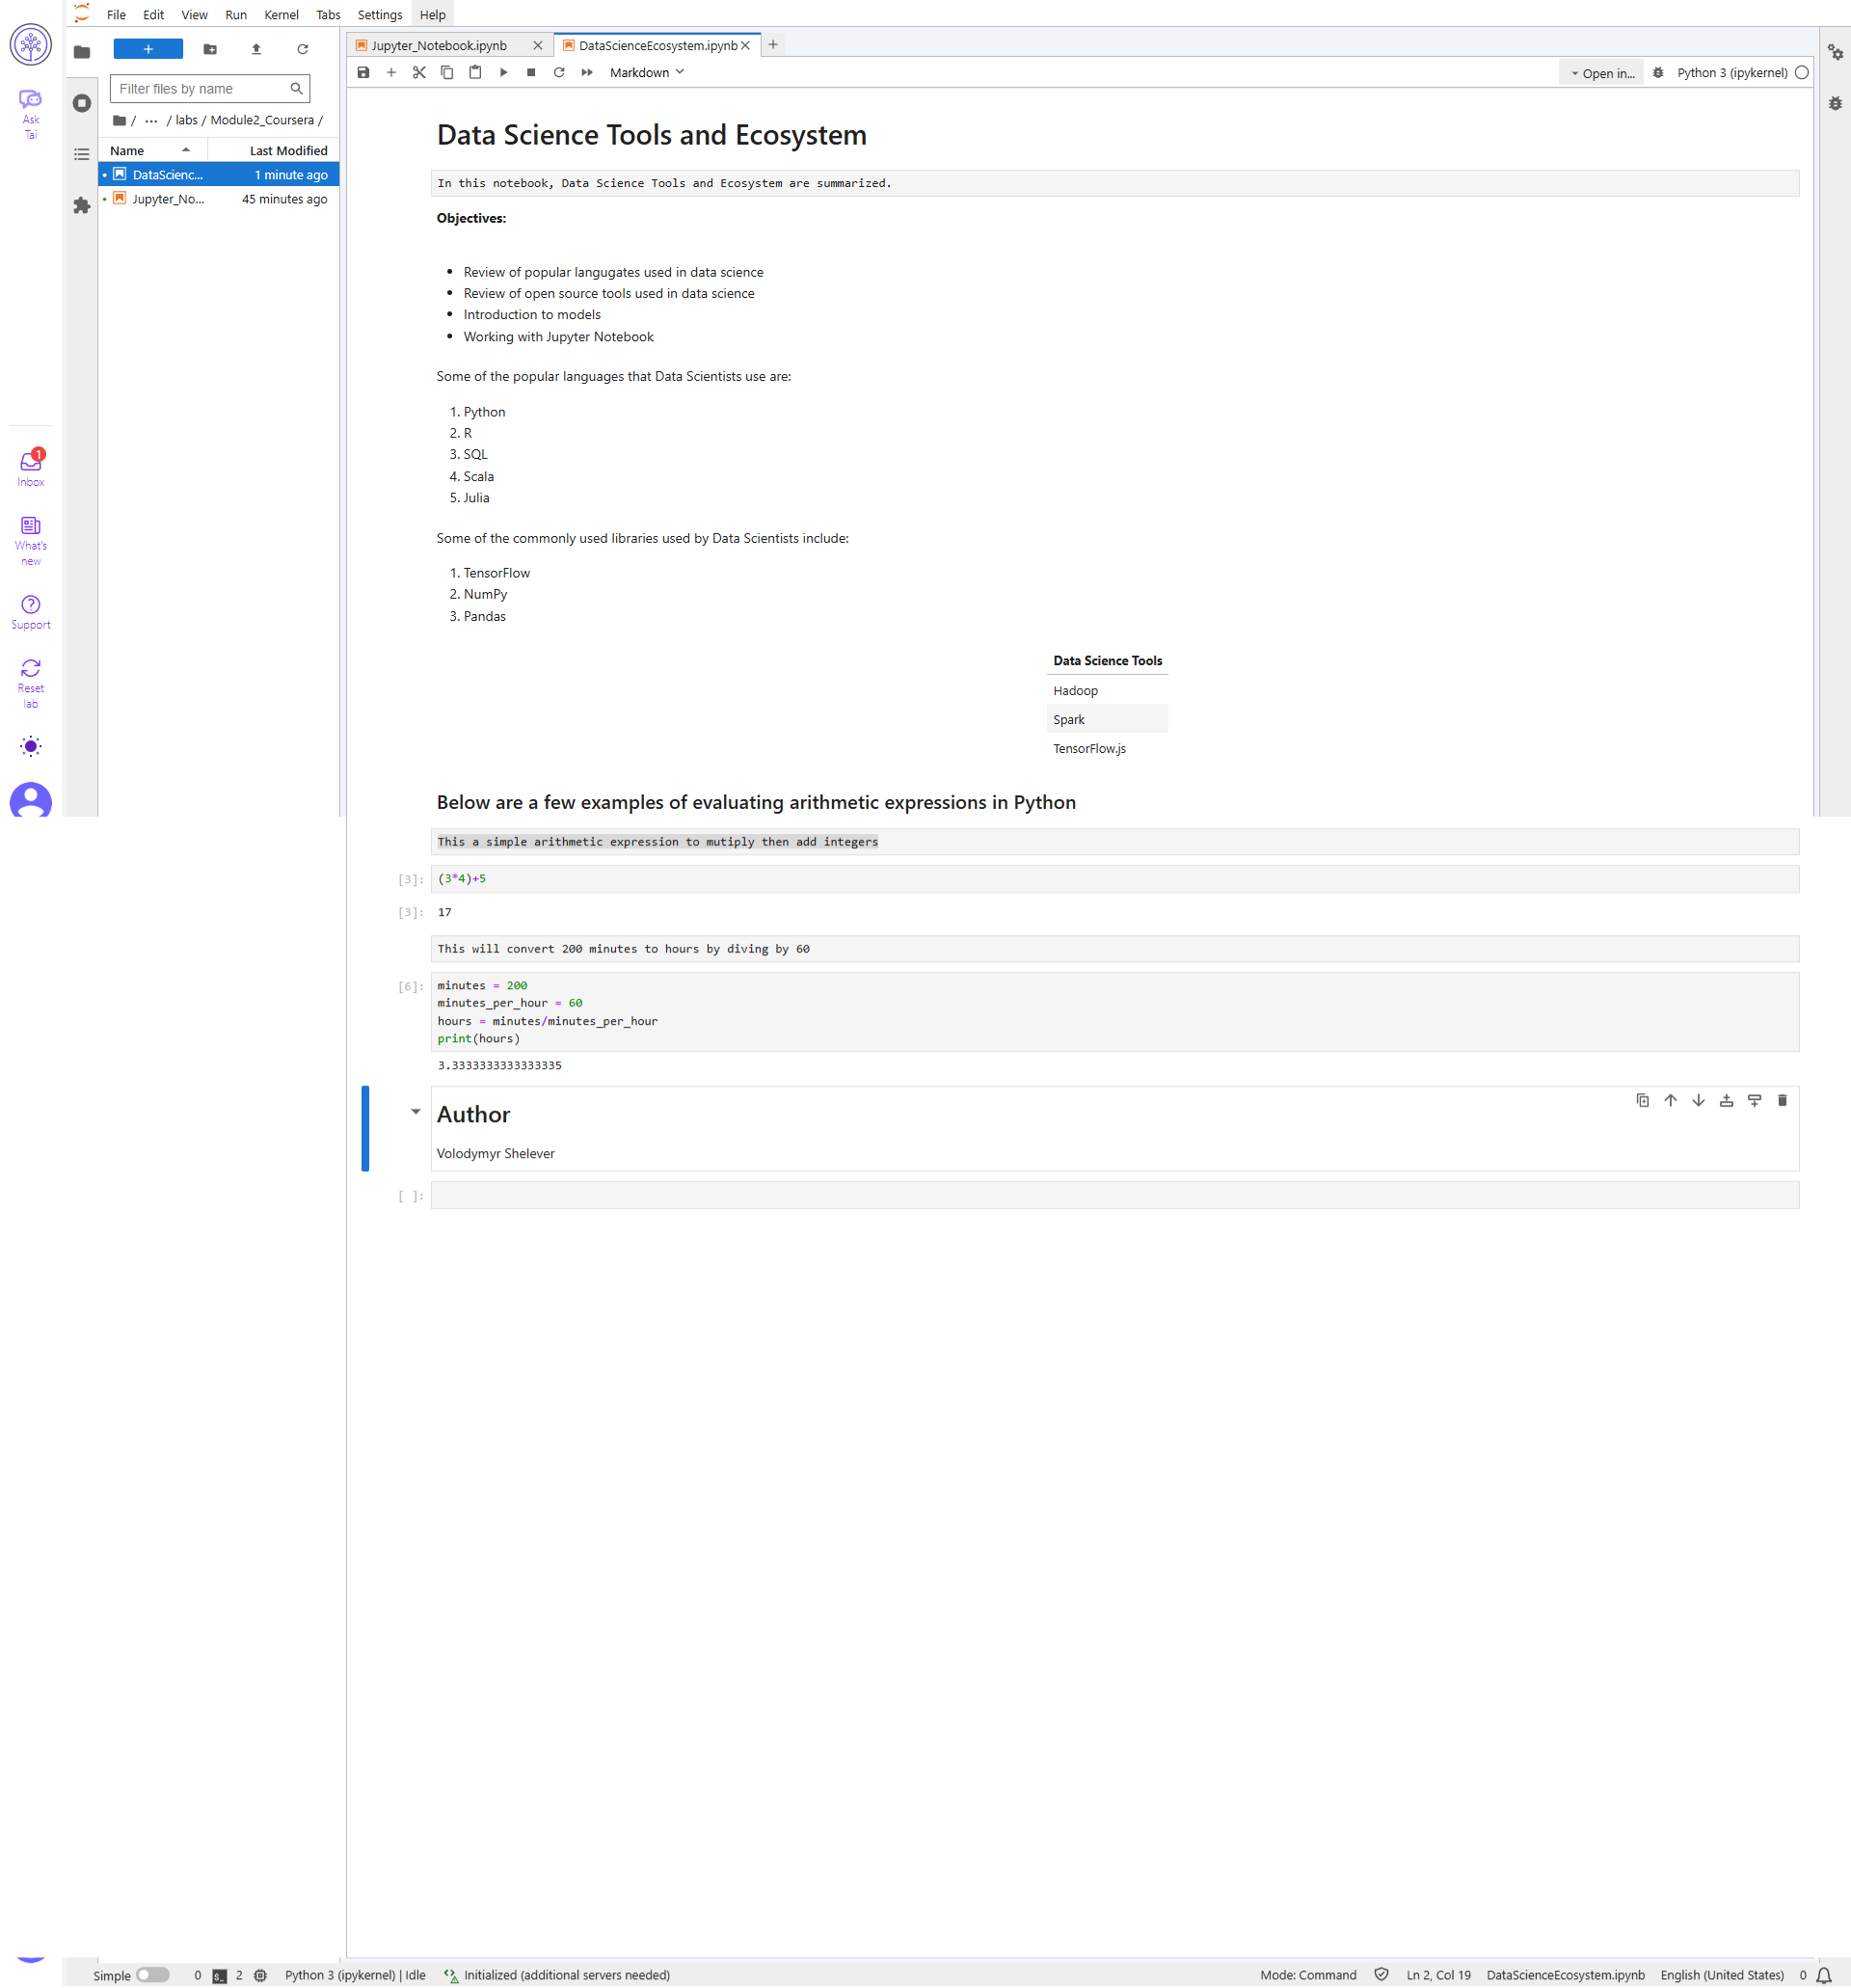 File Edit View Run Kernel Tabs Settings Help
Ask
Tai
Inbox
1
What's
new
Support
Reset
lab
Filter files by name
/ ... / labs / Module2_Coursera /
Name Last Modified
DataScienc... 1 minute ago
Jupyter_No... 45 minutes ago
Jupyter_Notebook.ipynb DataScienceEcosystem.ipynb
Markdown Open in... Python 3 (ipykernel)
Data Science Tools and Ecosystem
In this notebook, Data Science Tools and Ecosystem are summarized.
Objectives:
• Review of popular langugates used in data science
• Review of open source tools used in data science
• Introduction to models
• Working with Jupyter Notebook
Some of the popular languages that Data Scientists use are:
1. Python
2. R
3. SQL
4. Scala
5. Julia
Some of the commonly used libraries used by Data Scientists include:
1. TensorFlow
2. NumPy
3. Pandas
Data Science Tools
Hadoop
Spark
TensorFlow.js
Below are a few examples of evaluating arithmetic expressions in Python
This a simple arithmetic expression to mutiply then add integers
[3]: (3*4)+5
[3]: 17
This will convert 200 minutes to hours by diving by 60
[6]: minutes = 200
minutes_per_hour = 60
hours = minutes/minutes_per_hour
print(hours)
3.3333333333333335
Author
Volodymyr Shelever
[ ]:
Simple 0 $_ 2 Python 3 (ipykernel) | Idle Initialized (additional servers needed) Mode: Command Ln 2, Col 19 DataScienceEcosystem.ipynb English (United States) 0